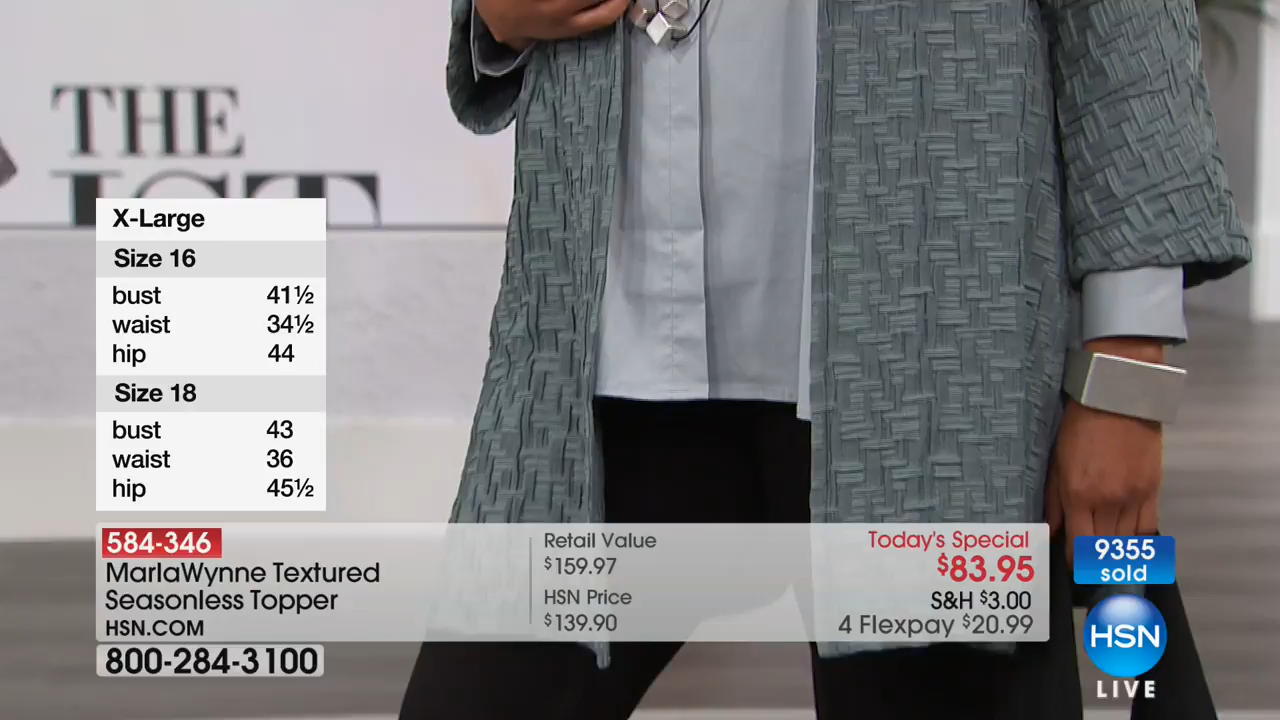 THE
X-Large
Size 16
bust 41½
waist 34½
hip 44
Size 18
bust 43
waist 36
hip 45½
584-346
MarlaWynne Textured
Seasonless Topper
HSN.COM
800-284-3100
Retail Value
$159.97
HSN Price
$139.90
Today's Special
$83.95
S&H $3.00
4 Flexpay $20.99
9355
sold
HSN
LIVE